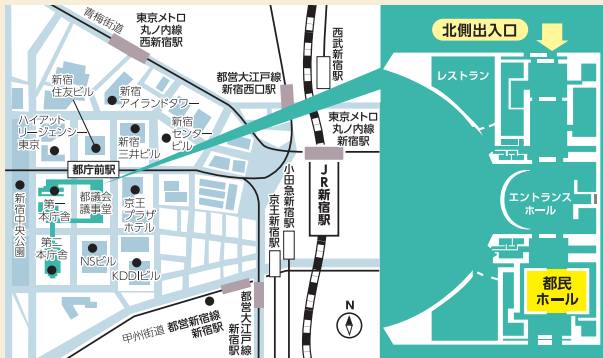 青梅街道
東京メトロ
丸ノ内線
西新宿駅
西武新宿駅
都営大江戸線
新宿西口駅
新宿
住友ビル
新宿
アイランドタワー
ハイアット
リージェンシー
東京
新宿
三井ビル
新宿
センター
ビル
東京メトロ
丸ノ内線
新宿駅
都庁前駅
JR新宿駅
小田急新宿駅
京王新宿駅
新宿中央公園
第一
本庁舎
都議会
議事堂
京王
プラザ
ホテル
第二
本庁舎
NSビル
KDDIビル
甲州街道
都営新宿線
新宿駅
都営大江戸線
新宿駅
N
北側出入口
レストラン
エントランス
ホール
都民
ホール